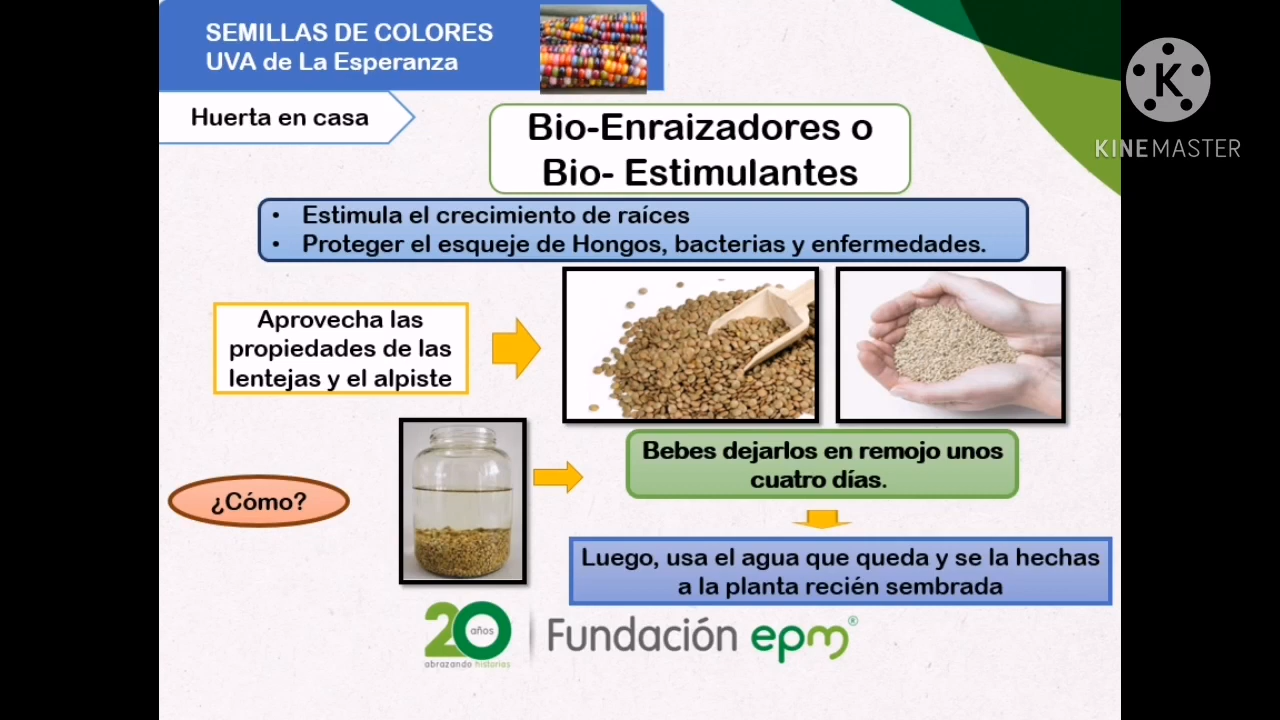 SEMILLAS DE COLORES
UVA de La Esperanza
Huerta en casa
K
KINEMASTER
Bio-Enraizadores o
Bio- Estimulantes
• Estimula el crecimiento de raíces
• Proteger el esqueje de Hongos, bacterias y enfermedades.
Aprovecha las
propiedades de las
lentejas y el alpiste
¿Cómo?
Bebes dejarlos en remojo unos
cuatro días.
Luego, usa el agua que queda y se la hechas
a la planta recién sembrada
20 años
abrazando historias
Fundación epm®